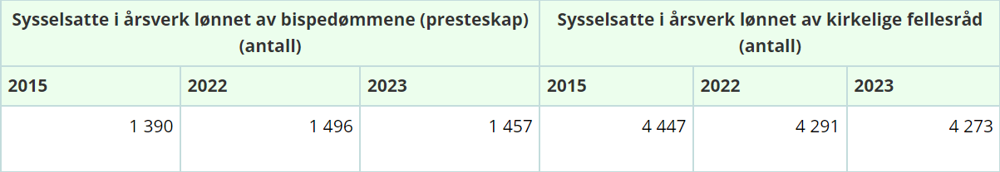 Sysselsatte i årsverk lønnet av bispedømmene (presteskap)
(antall)
Sysselsatte i årsverk lønnet av kirkelige fellesråd
(antall)
2015 2022 2023 2015 2022 2023
1 390 1 496 1 457 4 447 4 291 4 273